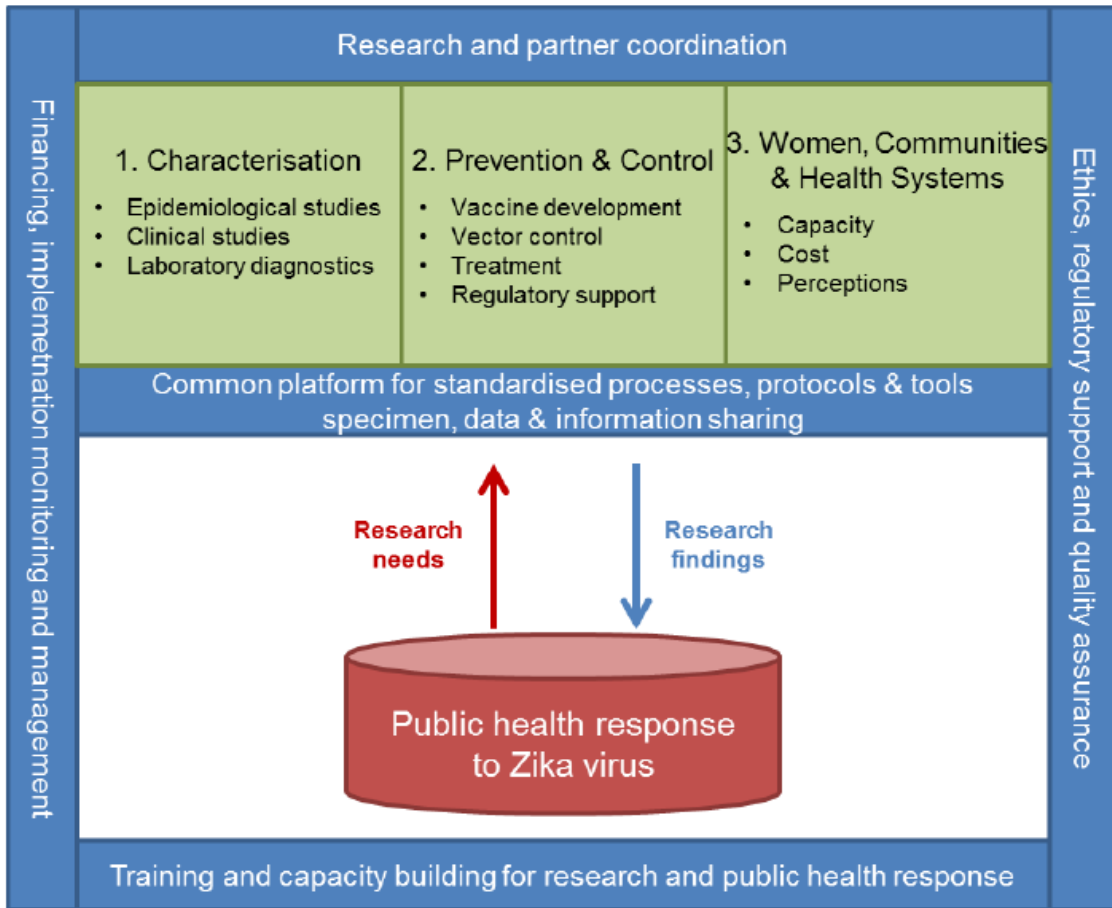 Research and partner coordination
Financing, implemetnation monitoring and management
1. Characterisation
• Epidemiological studies
• Clinical studies
• Laboratory diagnostics
2. Prevention & Control
• Vaccine development
• Vector control
• Treatment
• Regulatory support
3. Women, Communities
& Health Systems
• Capacity
• Cost
• Perceptions
Ethics, regulatory support and quality assurance
Common platform for standardised processes, protocols & tools
specimen, data & information sharing
Research
needs
Research
findings
Public health response
to Zika virus
Training and capacity building for research and public health response